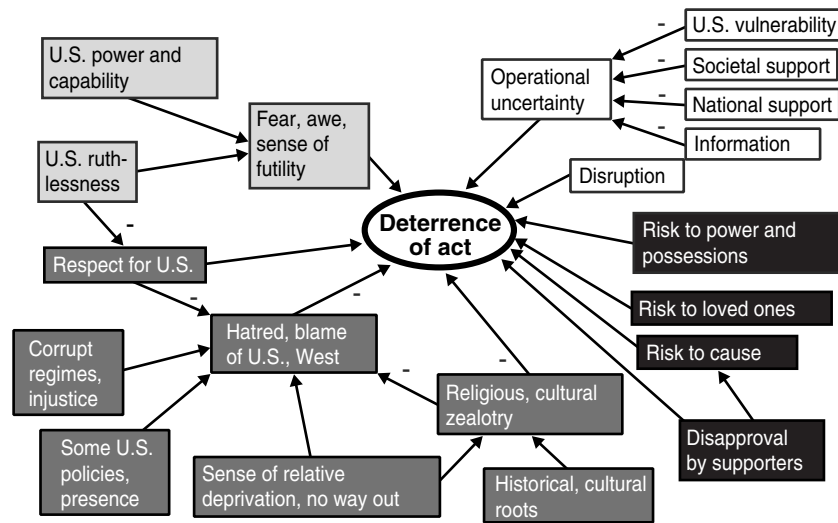 U.S. power and
capability
U.S. ruth-
lessness
Fear, awe,
sense of
futility
Operational
uncertainty
-
U.S. vulnerability
-
Societal support
-
National support
-
Information
Disruption
Deterrence
of act
-
Respect for U.S.
-
Hatred, blame
of U.S., West
-
Corrupt
regimes,
injustice
Some U.S.
policies,
presence
Sense of relative
deprivation, no way out
-
-
Religious, cultural
zealotry
Historical, cultural
roots
Risk to power and
possessions
Risk to loved ones
Risk to cause
Disapproval
by supporters